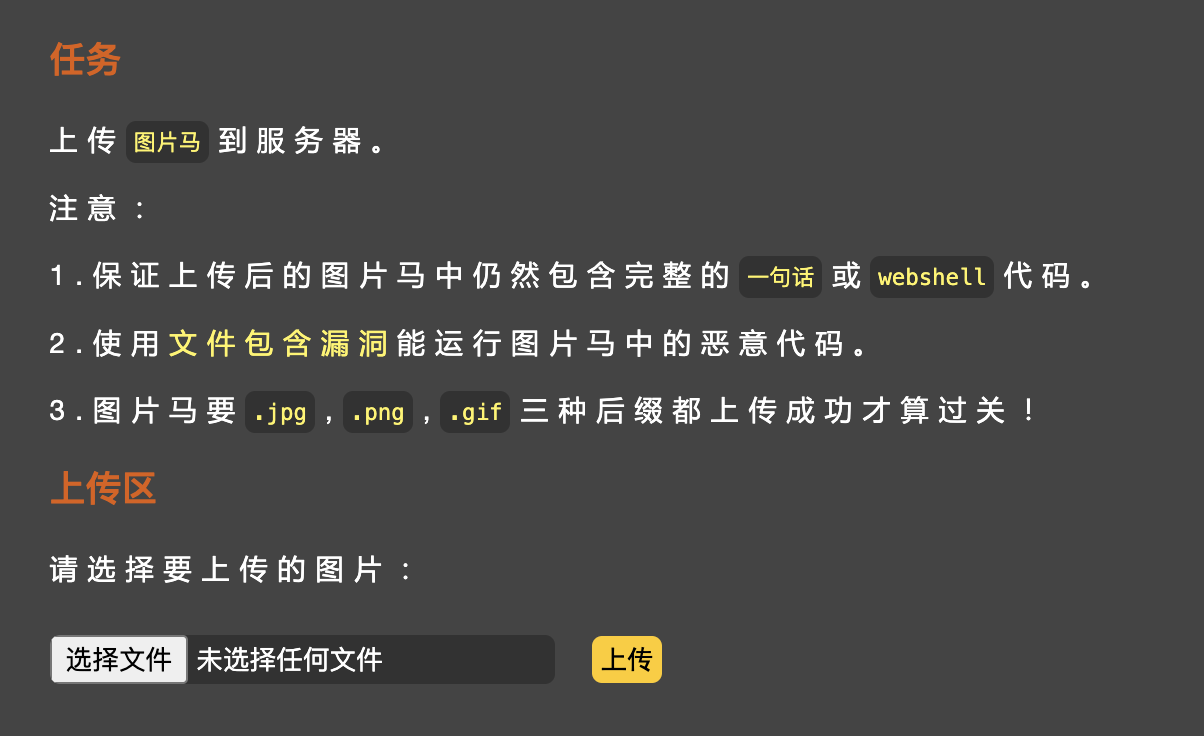 任务
上传 图片马 到服务器。
注意：
1.保证上传后的图片马中仍然包含完整的 一句话 或 webshell 代码。
2.使用文件包含漏洞能运行图片马中的恶意代码。
3.图片马要 .jpg , .png , .gif 三种后缀都上传成功才算过关！
上传区
请选择要上传的图片：
选择文件 未选择任何文件 上传